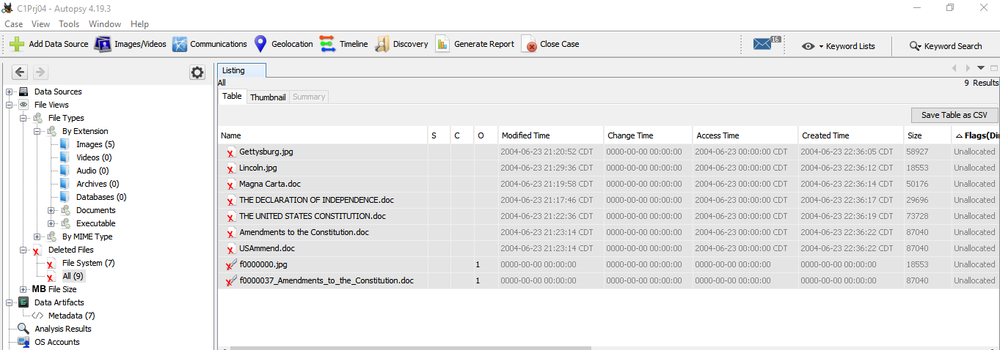 C1Prj04 - Autopsy 4.19.3
Case View Tools Window Help
Add Data Source Images/Videos Communications Geolocation Timeline Discovery Generate Report Close Case 16 Keyword Lists Keyword Search
Listing
All 9 Results
Table Thumbnail Summary
Save Table as CSV
Data Sources
File Views
File Types
By Extension
Images (5)
Videos (0)
Audio (0)
Archives (0)
Databases (0)
Documents
Executable
By MIME Type
Deleted Files
File System (7)
All (9)
MB File Size
Data Artifacts
Metadata (7)
Analysis Results
OS Accounts
Name S C O Modified Time Change Time Access Time Created Time Size Flags(Di
Gettysburg.jpg 2004-06-23 21:20:52 CDT 0000-00-00 00:00:00 2004-06-23 00:00:00 CDT 2004-06-23 22:36:05 CDT 58927 Unallocated
Lincoln.jpg 2004-06-23 21:29:36 CDT 0000-00-00 00:00:00 2004-06-23 00:00:00 CDT 2004-06-23 22:36:12 CDT 18553 Unallocated
Magna Carta.doc 2004-06-23 21:19:58 CDT 0000-00-00 00:00:00 2004-06-23 00:00:00 CDT 2004-06-23 22:36:14 CDT 50176 Unallocated
THE DECLARATION OF INDEPENDENCE.doc 2004-06-23 21:17:46 CDT 0000-00-00 00:00:00 2004-06-23 00:00:00 CDT 2004-06-23 22:36:17 CDT 29696 Unallocated
THE UNITED STATES CONSTITUTION.doc 2004-06-23 21:22:36 CDT 0000-00-00 00:00:00 2004-06-23 00:00:00 CDT 2004-06-23 22:36:19 CDT 73728 Unallocated
Amendments to the Constitution.doc 2004-06-23 21:23:14 CDT 0000-00-00 00:00:00 2004-06-23 00:00:00 CDT 2004-06-23 22:36:22 CDT 87040 Unallocated
USAmmend.doc 2004-06-23 21:23:14 CDT 0000-00-00 00:00:00 2004-06-23 00:00:00 CDT 2004-06-23 22:36:22 CDT 87040 Unallocated
f0000000.jpg 1 0000-00-00 00:00:00 0000-00-00 00:00:00 0000-00-00 00:00:00 0000-00-00 00:00:00 18553 Unallocated
f0000037_Amendments_to_the_Constitution.doc 1 0000-00-00 00:00:00 0000-00-00 00:00:00 0000-00-00 00:00:00 0000-00-00 00:00:00 87040 Unallocated